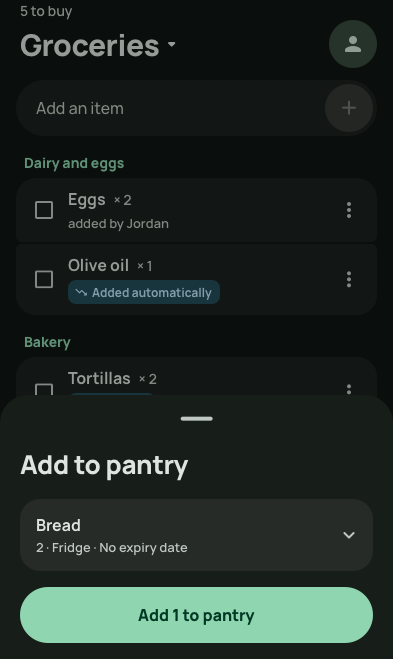 5 to buy
Groceries
Add an item
Dairy and eggs
Eggs × 2
added by Jordan
Olive oil × 1
Added automatically
Bakery
Tortillas × 2
Add to pantry
Bread
2 · Fridge · No expiry date
Add 1 to pantry